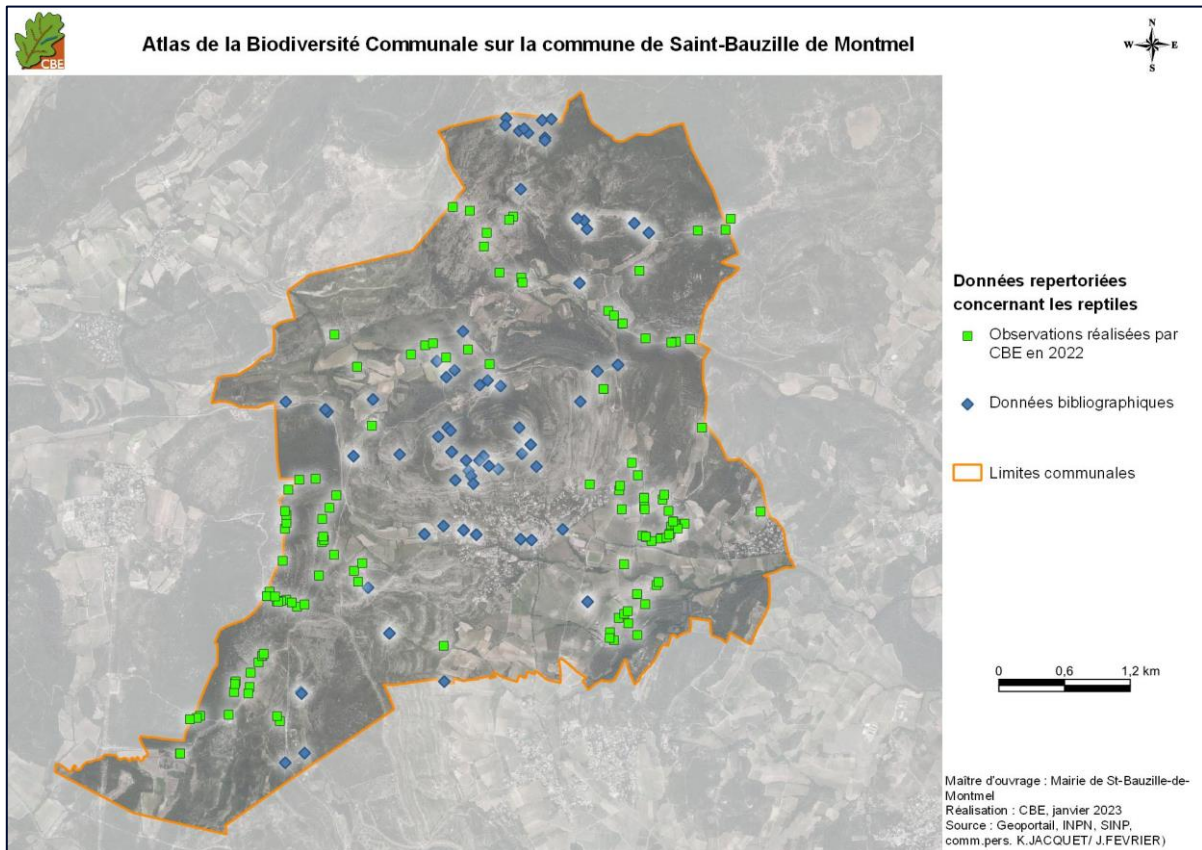 CBE
Atlas de la Biodiversité Communale sur la commune de Saint-Bauzille de Montmel
N
W E
S
Données repertoriées
concernant les reptiles
Observations réalisées par
CBE en 2022
Données bibliographiques
Limites communales
0 0,6 1,2 km
Maître d'ouvrage : Mairie de St-Bauzille-de-
Montmel
Réalisation : CBE, janvier 2023
Source : Geoportail, INPN, SINP,
comm.pers. K.JACQUET/ J.FEVRIER)